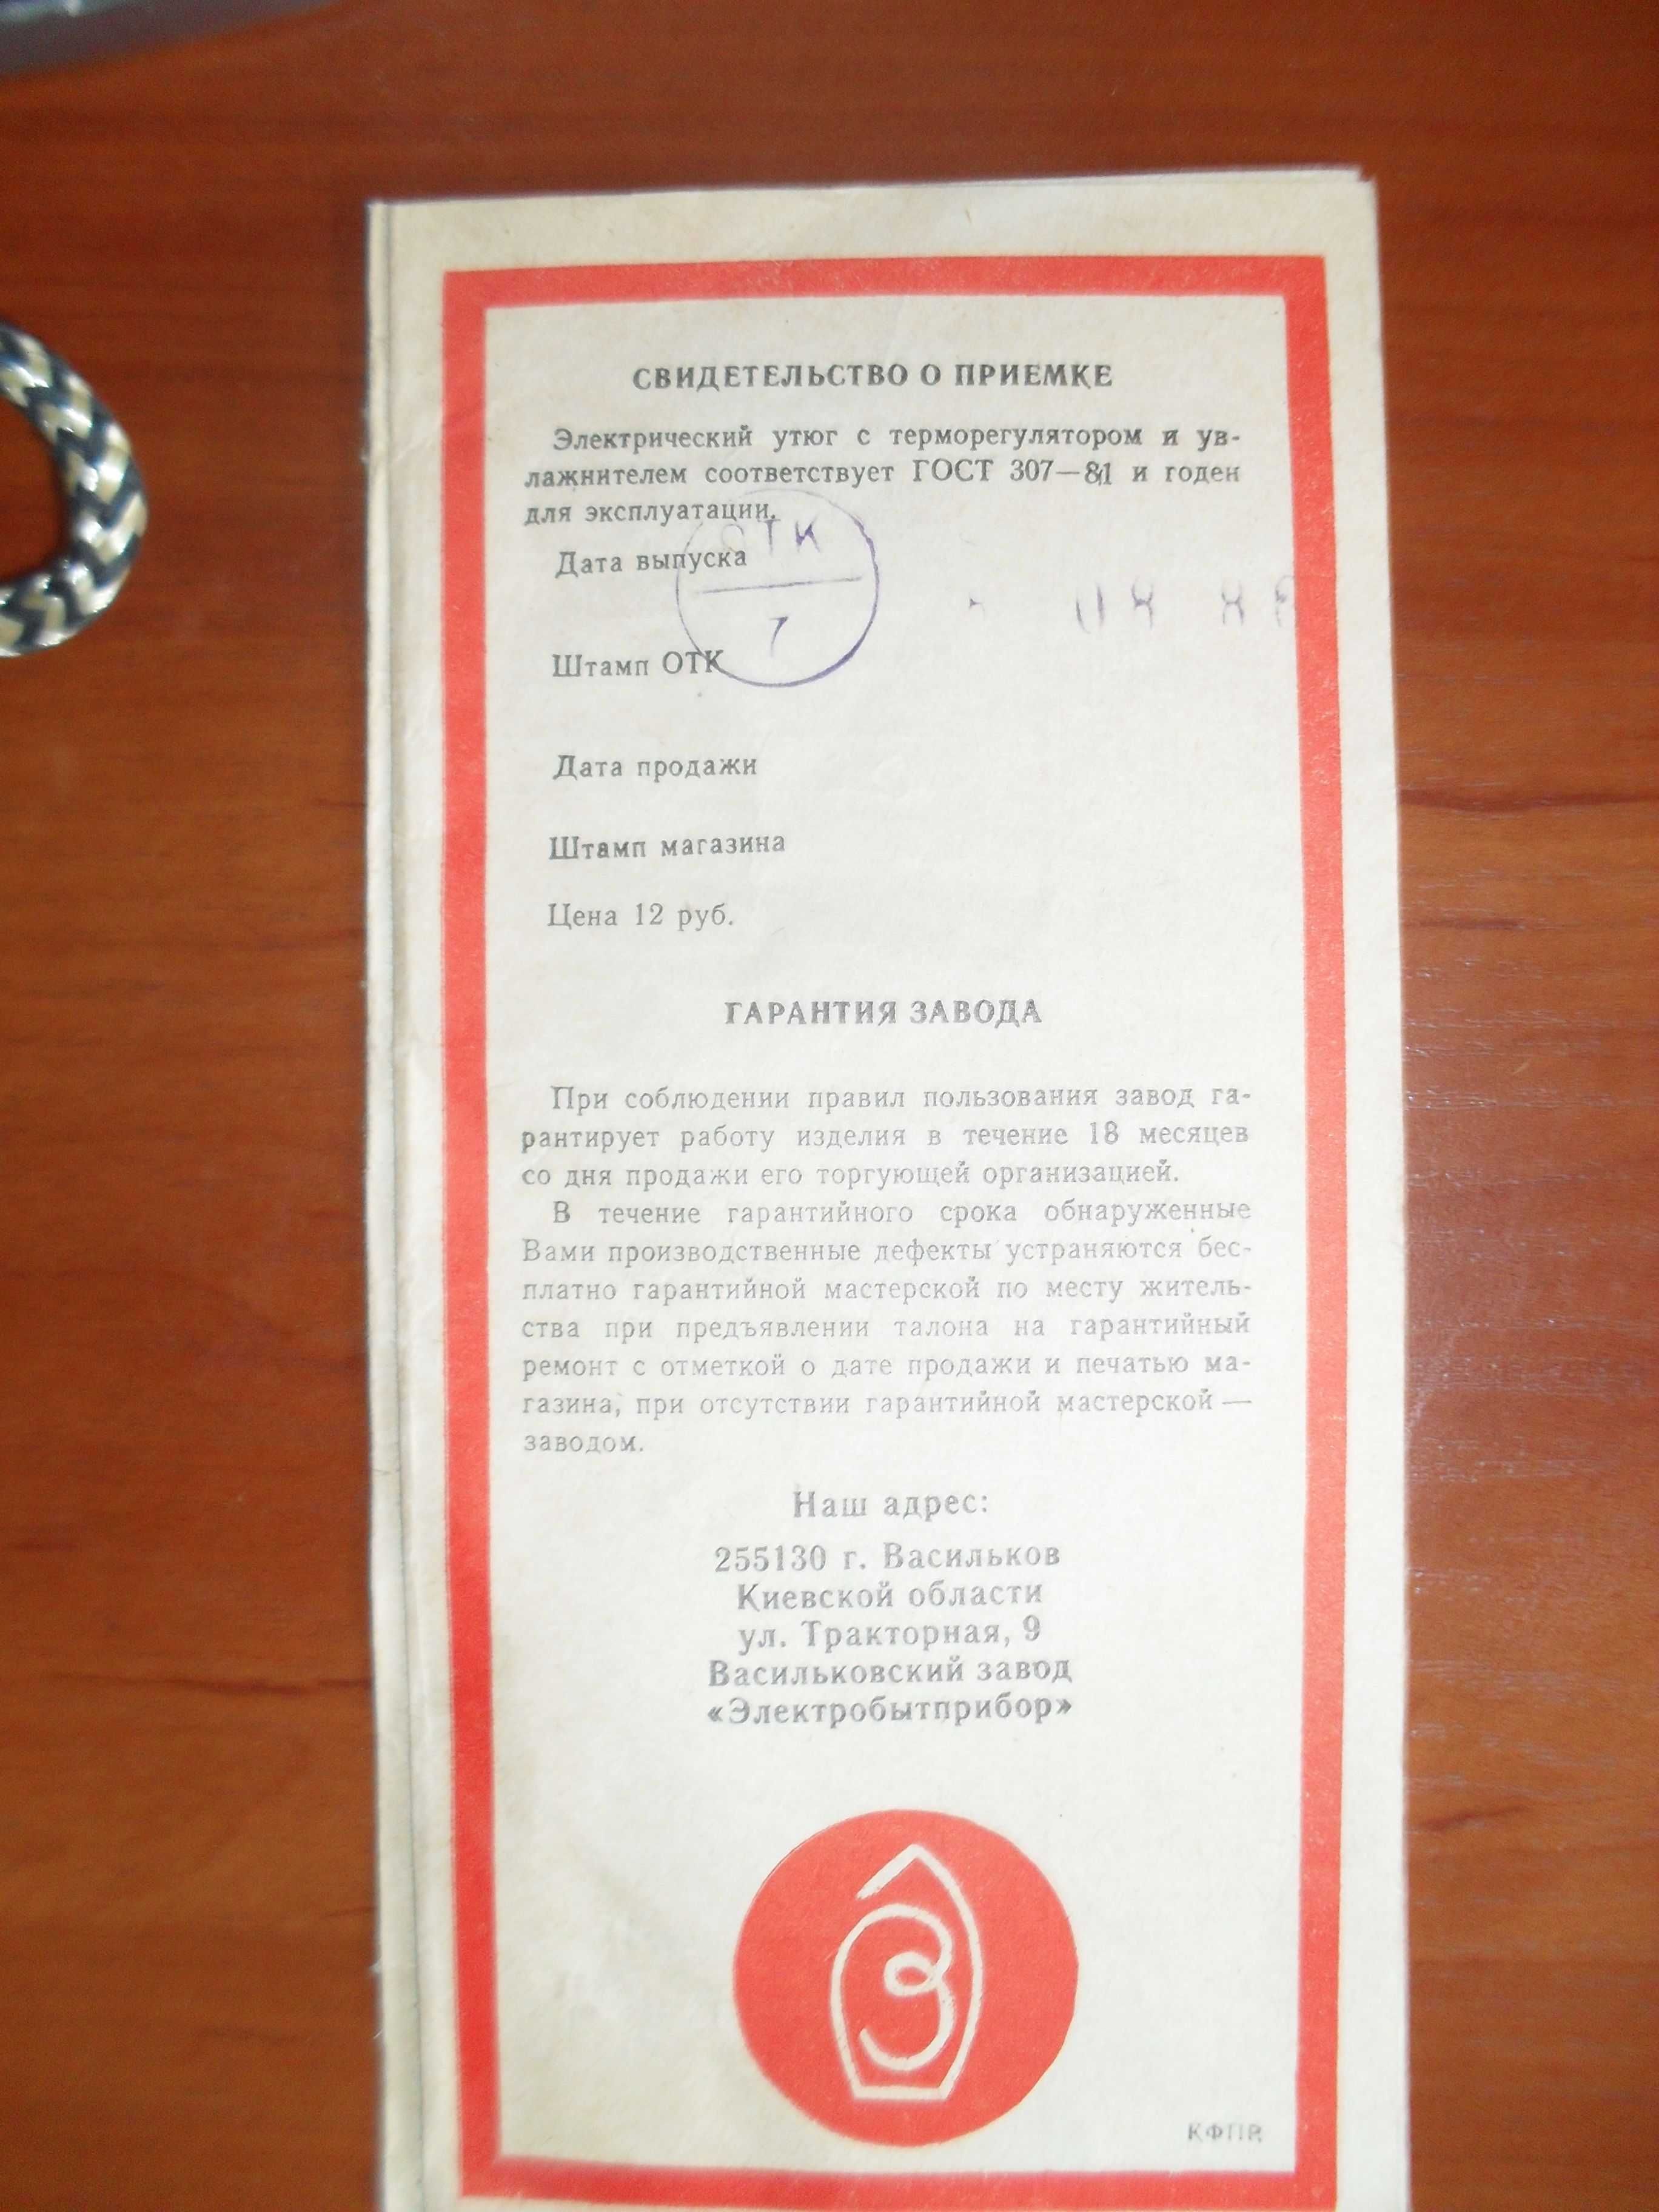 СВИДЕТЕЛЬСТВО О ПРИЕМКЕ
Электрический утюг с терморегулятором и ув-
лажнителем соответствует ГОСТ 307—81 и годен
для эксплуатации.
ОТК
Дата выпуска
7
Штамп ОТК
Дата продажи
Штамп магазина
Цена 12 руб.
ГАРАНТИЯ ЗАВОДА
При соблюдении правил пользования завод га-
рантирует работу изделия в течение 18 месяцев
со дня продажи его торгующей организацией.
В течение гарантийного срока обнаруженные
Вами производственные дефекты устраняются бес-
платно гарантийной мастерской по месту житель-
ства при предъявлении талона на гарантийный
ремонт с отметкой о дате продажи и печатью ма-
газина, при отсутствии гарантийной мастерской —
заводом.
Наш адрес:
255130 г. Васильков
Киевской области
ул. Тракторная, 9
Васильковский завод
«Электробытприбор»
КФПР.